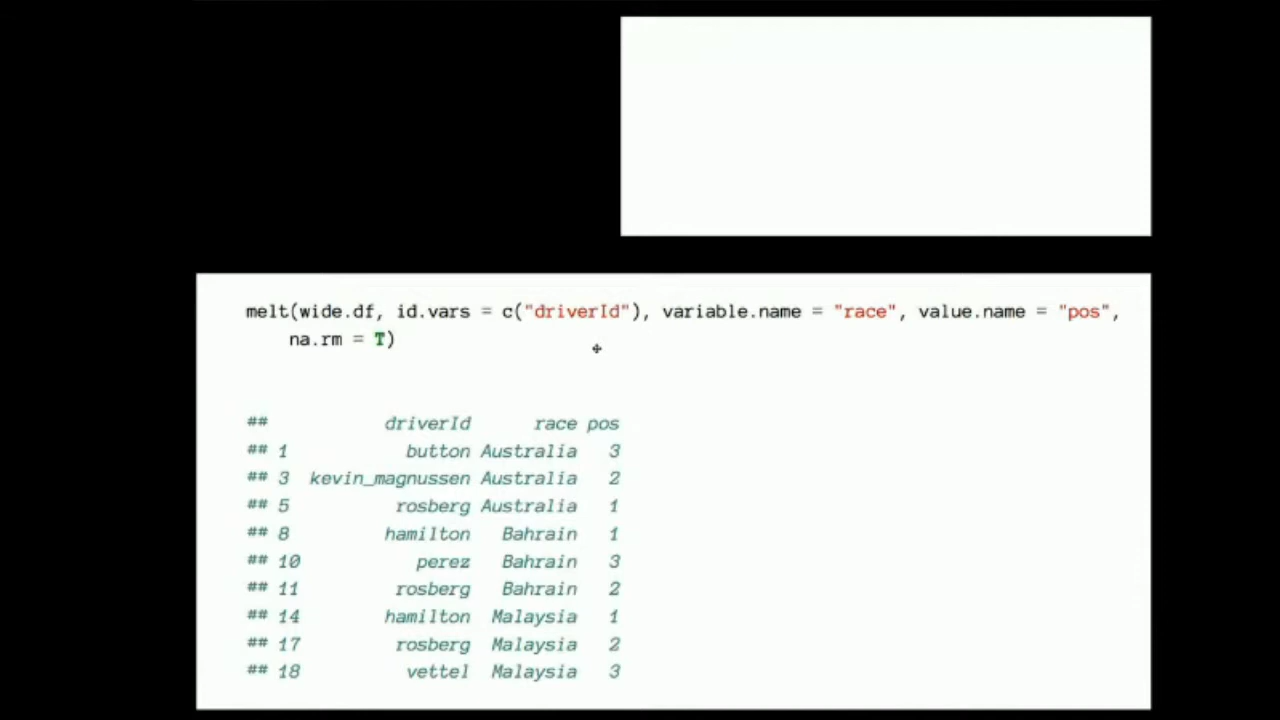 melt(wide.df, id.vars = c("driverId"), variable.name = "race", value.name = "pos",
    na.rm = T)
##            driverId      race pos
## 1            button Australia   3
## 3   kevin_magnussen Australia   2
## 5           rosberg Australia   1
## 8          hamilton   Bahrain   1
## 10            perez   Bahrain   3
## 11          rosberg   Bahrain   2
## 14         hamilton  Malaysia   1
## 17          rosberg  Malaysia   2
## 18           vettel  Malaysia   3